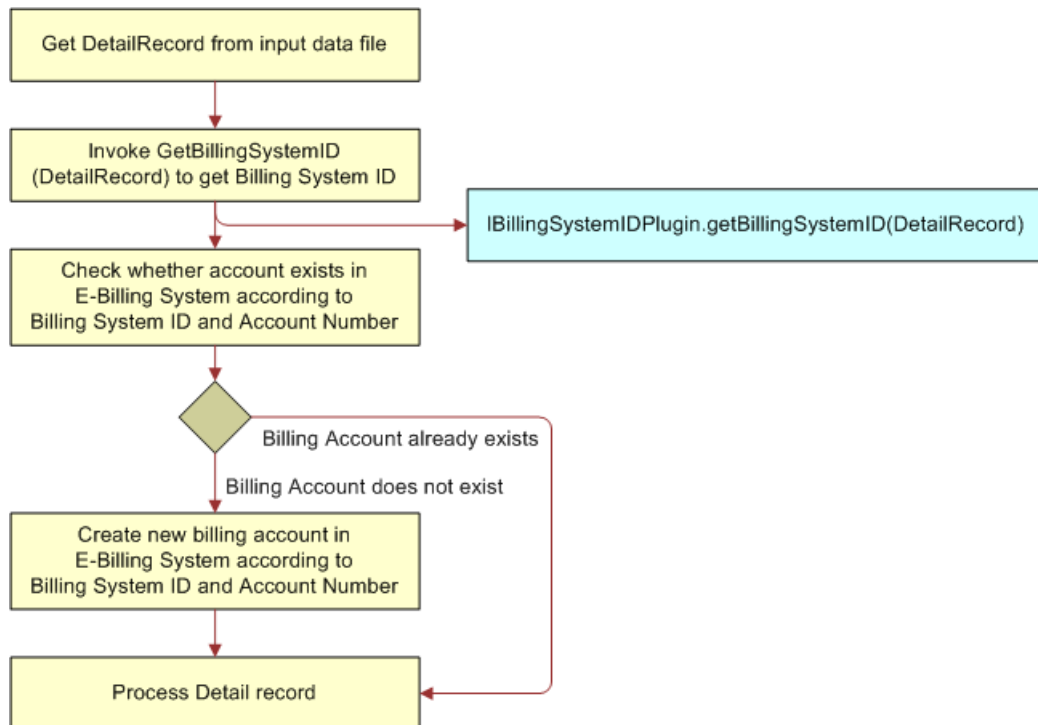 Get DetailRecord from input data file
Invoke GetBillingSystemID
(DetailRecord) to get Billing System ID
IBillingSystemIDPlugin.getBillingSystemID(DetailRecord)
Check whether account exists in
E-Billing System according to
Billing System ID and Account Number
Billing Account already exists
Billing Account does not exist
Create new billing account in
E-Billing System according to
Billing System ID and Account Number
Process Detail record